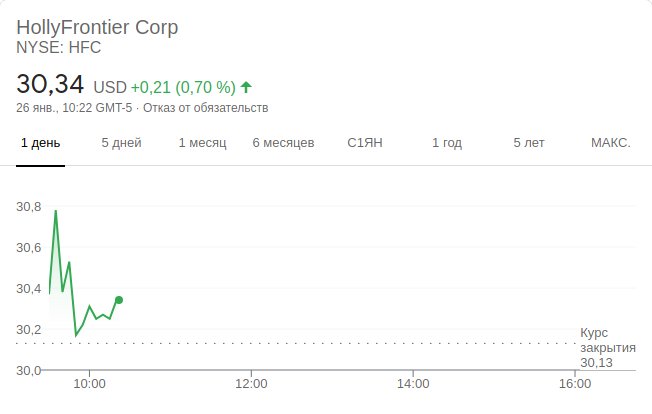 HollyFrontier Corp
NYSE: HFC
30,34 USD +0,21 (0,70 %)
26 янв., 10:22 GMT-5 · Отказ от обязательств
1 день 5 дней 1 месяц 6 месяцев С1ЯН 1 год 5 лет МАКС.
30,8
30,6
30,4
30,2
Курс
закрытия
30,13
30,0
10:00 12:00 14:00 16:00